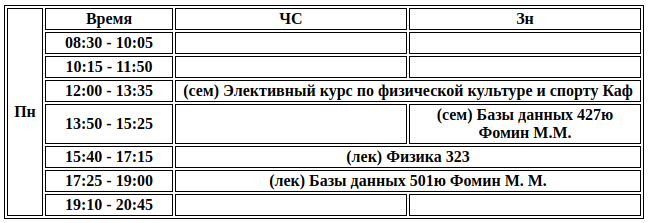 Пн
Время ЧС Зн
08:30 - 10:05
10:15 - 11:50
12:00 - 13:35 (сем) Элективный курс по физической культуре и спорту Каф
13:50 - 15:25 (сем) Базы данных 427ю
Фомин М.М.
15:40 - 17:15 (лек) Физика 323
17:25 - 19:00 (лек) Базы данных 501ю Фомин М. М.
19:10 - 20:45